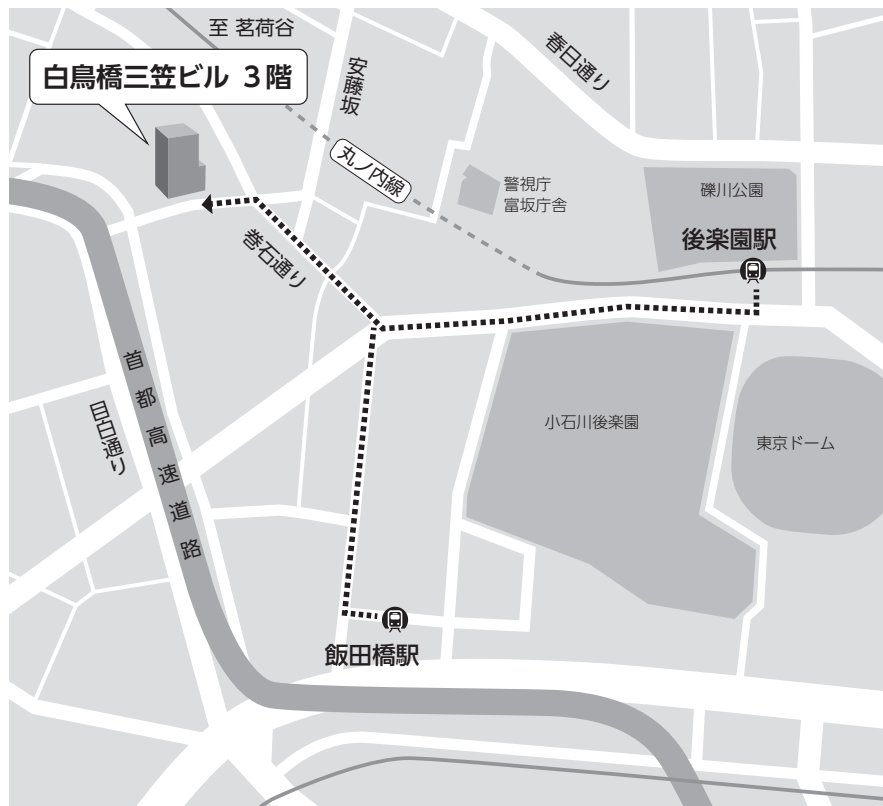 至 茗荷谷
白鳥橋三笠ビル 3階
安藤坂
春日通り
丸ノ内線
警視庁
富坂庁舎
礫川公園
後楽園駅
巻石通り
首都高速道路
目白通り
小石川後楽園
東京ドーム
飯田橋駅